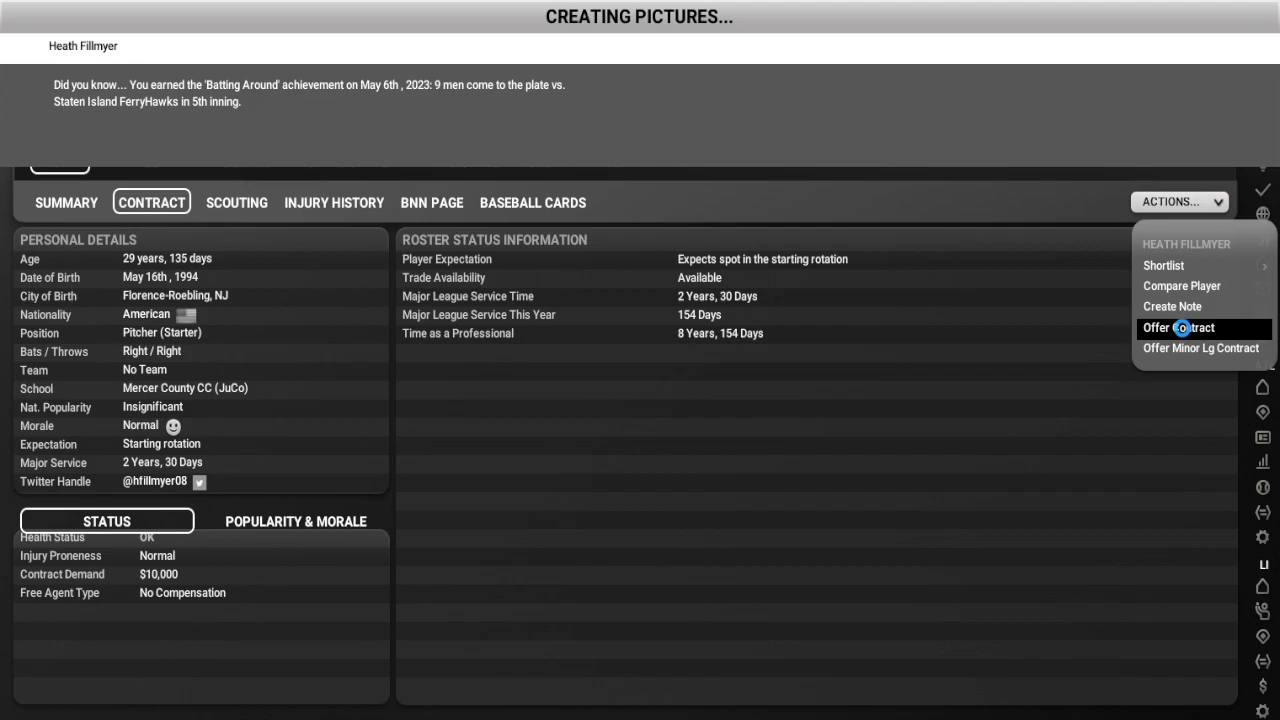 CREATING PICTURES...
Heath Fillmyer
Did you know... You earned the 'Batting Around' achievement on May 6th , 2023: 9 men come to the plate vs.
Staten Island FerryHawks in 5th inning.
SUMMARY CONTRACT SCOUTING INJURY HISTORY BNN PAGE BASEBALL CARDS ACTIONS...
HEATH FILLMYER
Shortlist
Compare Player
Create Note
Offer Contract
Offer Minor Lg Contract
PERSONAL DETAILS
Age 29 years, 135 days
Date of Birth May 16th , 1994
City of Birth Florence-Roebling, NJ
Nationality American
Position Pitcher (Starter)
Bats / Throws Right / Right
Team No Team
School Mercer County CC (JuCo)
Nat. Popularity Insignificant
Morale Normal
Expectation Starting rotation
Major Service 2 Years, 30 Days
Twitter Handle @hfillmyer08
ROSTER STATUS INFORMATION
Player Expectation Expects spot in the starting rotation
Trade Availability Available
Major League Service Time 2 Years, 30 Days
Major League Service This Year 154 Days
Time as a Professional 8 Years, 154 Days
STATUS POPULARITY & MORALE
Health Status OK
Injury Proneness Normal
Contract Demand $10,000
Free Agent Type No Compensation
LI